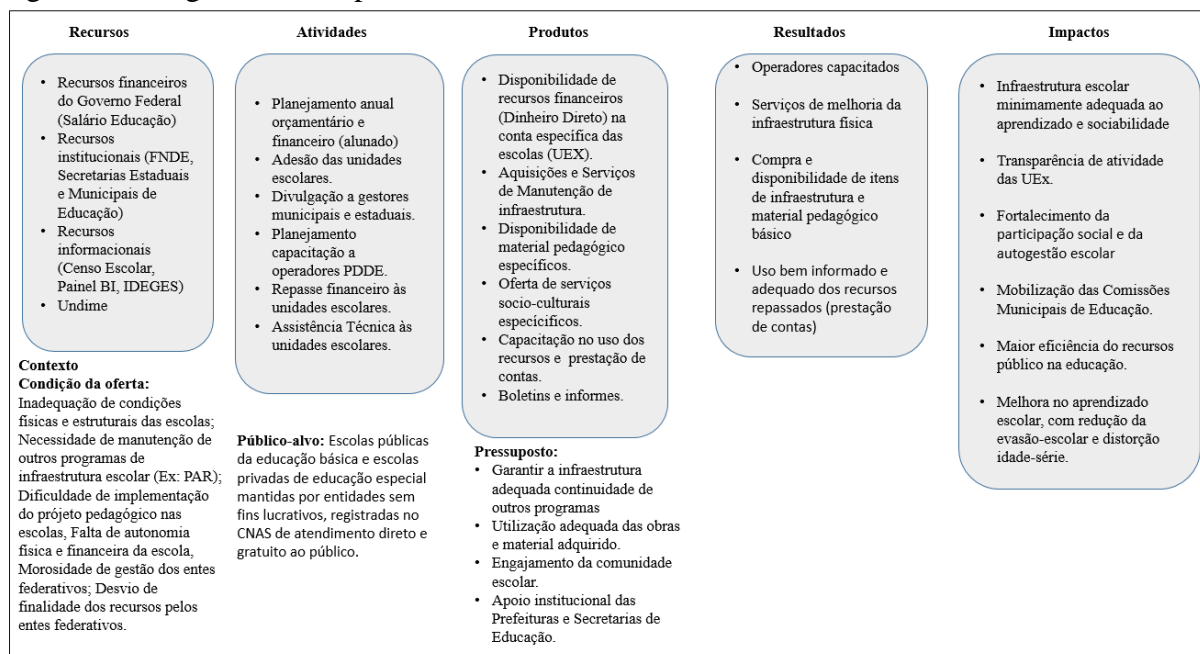 Recursos
Recursos financeiros
do Governo Federal
(Salário Educação)
Recursos
institucionais (FNDE,
Secretarias Estaduais
e Municipais de
Educação)
Recursos
informacionais
(Censo Escolar,
Painel BI, IDEGES)
Undime
Contexto
Condição da oferta:
Inadequação de condições
físicas e estruturais das escolas;
Necessidade de manutenção de
outros programas de
infraestrutura escolar (Ex: PAR);
Dificuldade de implementação
do prójeto pedagógico nas
escolas, Falta de autonomia
física e financeira da escola,
Morosidade de gestão dos entes
federativos; Desvio de
finalidade dos recursos pelos
entes federativos.
Atividades
Planejamento anual
orçamentário e
financeiro (alunado)
Adesão das unidades
escolares.
Divulgação a gestores
municipais e estaduais.
Planejamento
capacitação a
operadores PDDE.
Repasse financeiro às
unidades escolares.
Assistência Técnica às
unidades escolares.
Público-alvo: Escolas públicas
da educação básica e escolas
privadas de educação especial
mantidas por entidades sem
fins lucrativos, registradas no
CNAS de atendimento direto e
gratuito ao público.
Produtos
Disponibilidade de
recursos financeiros
(Dinheiro Direto) na
conta específica das
escolas (UEX).
Aquisições e Serviços
de Manutenção de
infraestrutura.
Disponibilidade de
material pedagógico
específicos.
Oferta de serviços
socio-culturais
especícificos.
Capacitação no uso dos
recursos e prestação de
contas.
Boletins e informes.
Pressuposto:
Garantir a infraestrutura
adequada continuidade de
outros programas
Utilização adequada das obras
e material adquirido.
Engajamento da comunidade
escolar.
Apoio institucional das
Prefeituras e Secretarias de
Educação.
Resultados
Operadores capacitados
Serviços de melhoria da
infraestrutura física
Compra e
disponibilidade de itens
de infraestrutura e
material pedagógico
básico
Uso bem informado e
adequado dos recursos
repassados (prestação
de contas)
Impactos
Infraestrutura escolar
minimamente adequada ao
aprendizado e sociabilidade
Transparência de atividade
das UEx.
Fortalecimento da
participação social e da
autogestão escolar
Mobilização das Comissões
Municipais de Educação.
Maior eficiência do recursos
público na educação.
Melhora no aprendizado
escolar, com redução da
evasão-escolar e distorção
idade-série.